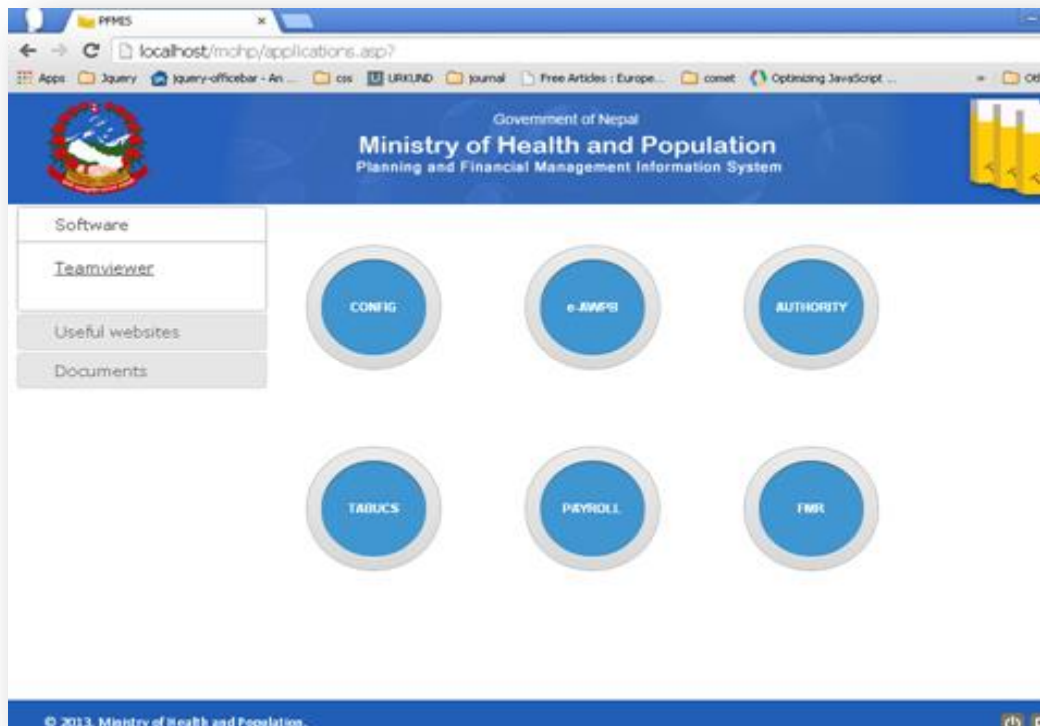 PFMIS
localhost/mohp/applications.asp?
Apps Jquery jquery-officebar - An ... css URKUND journal Free Articles : Europe... comet Optimizing JavaScript ... »
Government of Nepal
Ministry of Health and Population
Planning and Financial Management Information System
Software
Teamviewer
Useful websites
Documents
CONFIG e-AWPB AUTHORITY
TABUCS PAYROLL FMR
© 2013. Ministry of Health and Population.